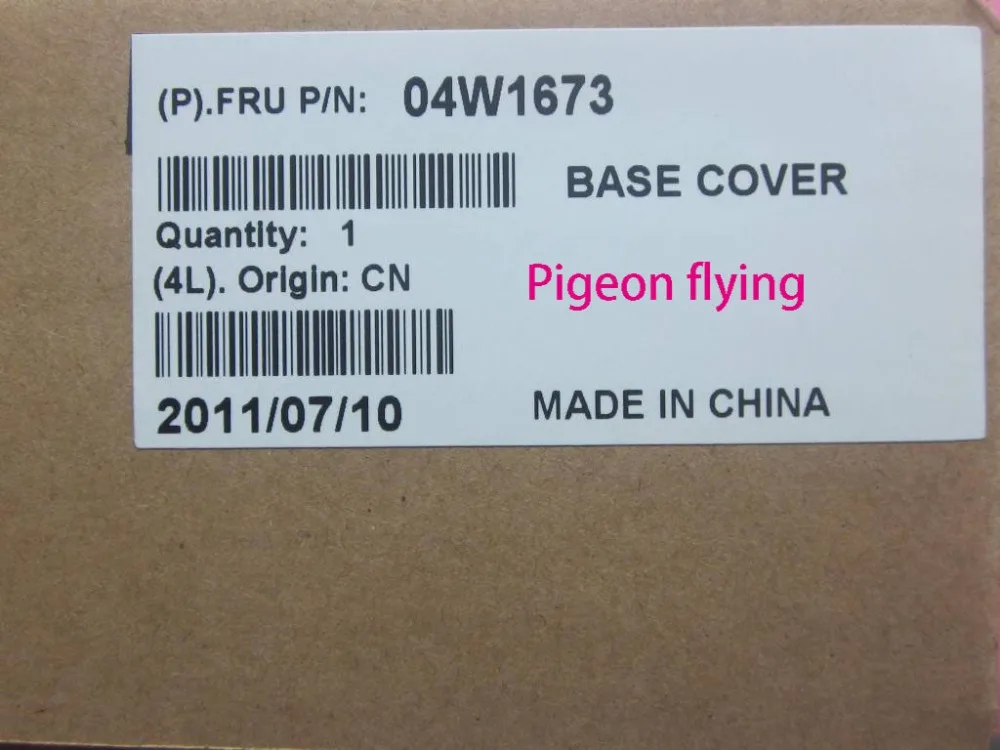 (P).FRU P/N: 04W1673
BASE COVER
Quantity: 1
(4L). Origin: CN
Pigeon flying
2011/07/10
MADE IN CHINA